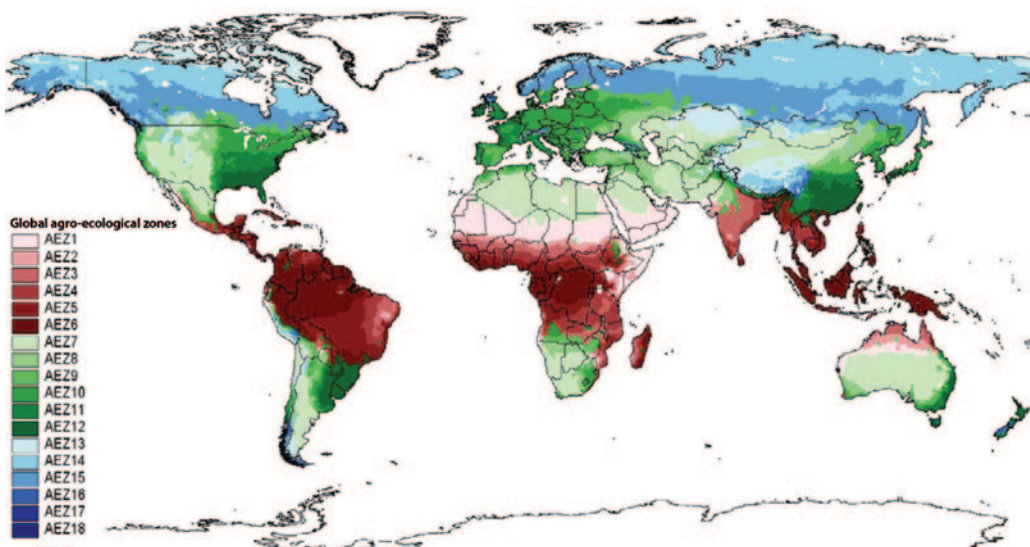 Global agro-ecological zones
AEZ1
AEZ2
AEZ3
AEZ4
AEZ5
AEZ6
AEZ7
AEZ8
AEZ9
AEZ10
AEZ11
AEZ12
AEZ13
AEZ14
AEZ15
AEZ16
AEZ17
AEZ18